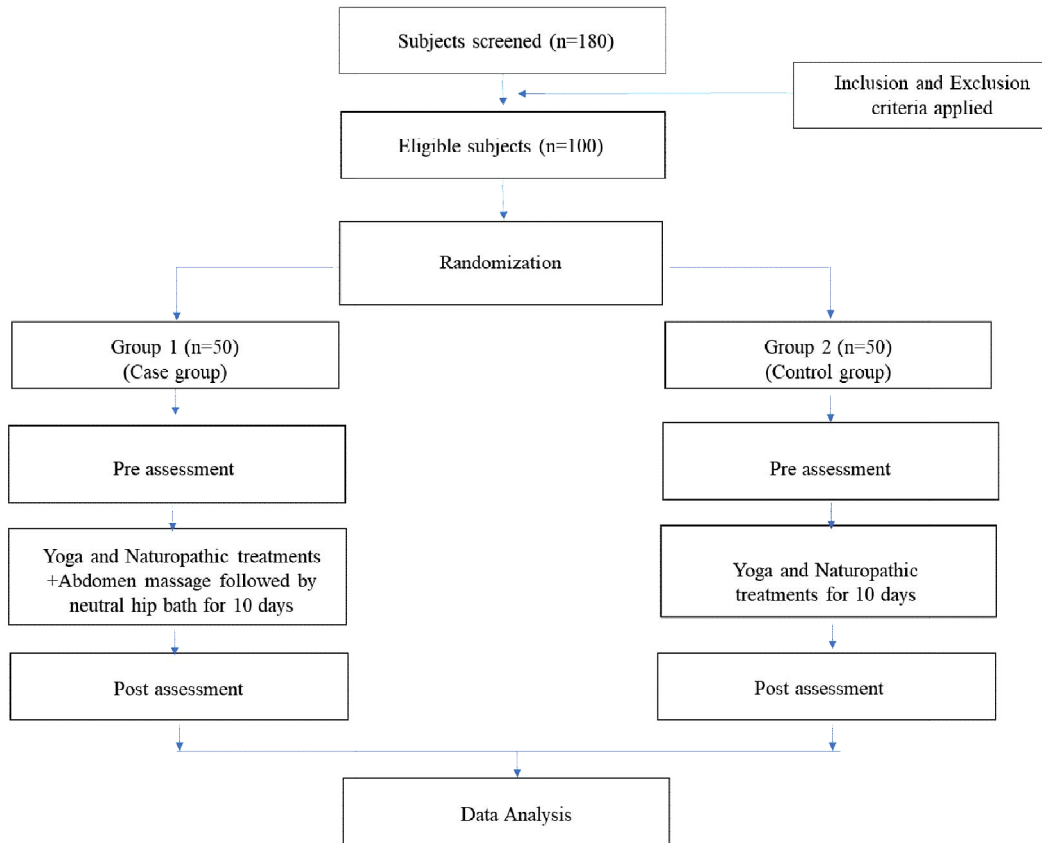 Subjects screened (n=180)
Inclusion and Exclusion
criteria applied
Eligible subjects (n=100)
Randomization
Group 1 (n=50)
(Case group)
Group 2 (n=50)
(Control group)
Pre assessment
Pre assessment
Yoga and Naturopathic treatments
+Abdomen massage followed by
neutral hip bath for 10 days
Yoga and Naturopathic
treatments for 10 days
Post assessment
Post assessment
Data Analysis